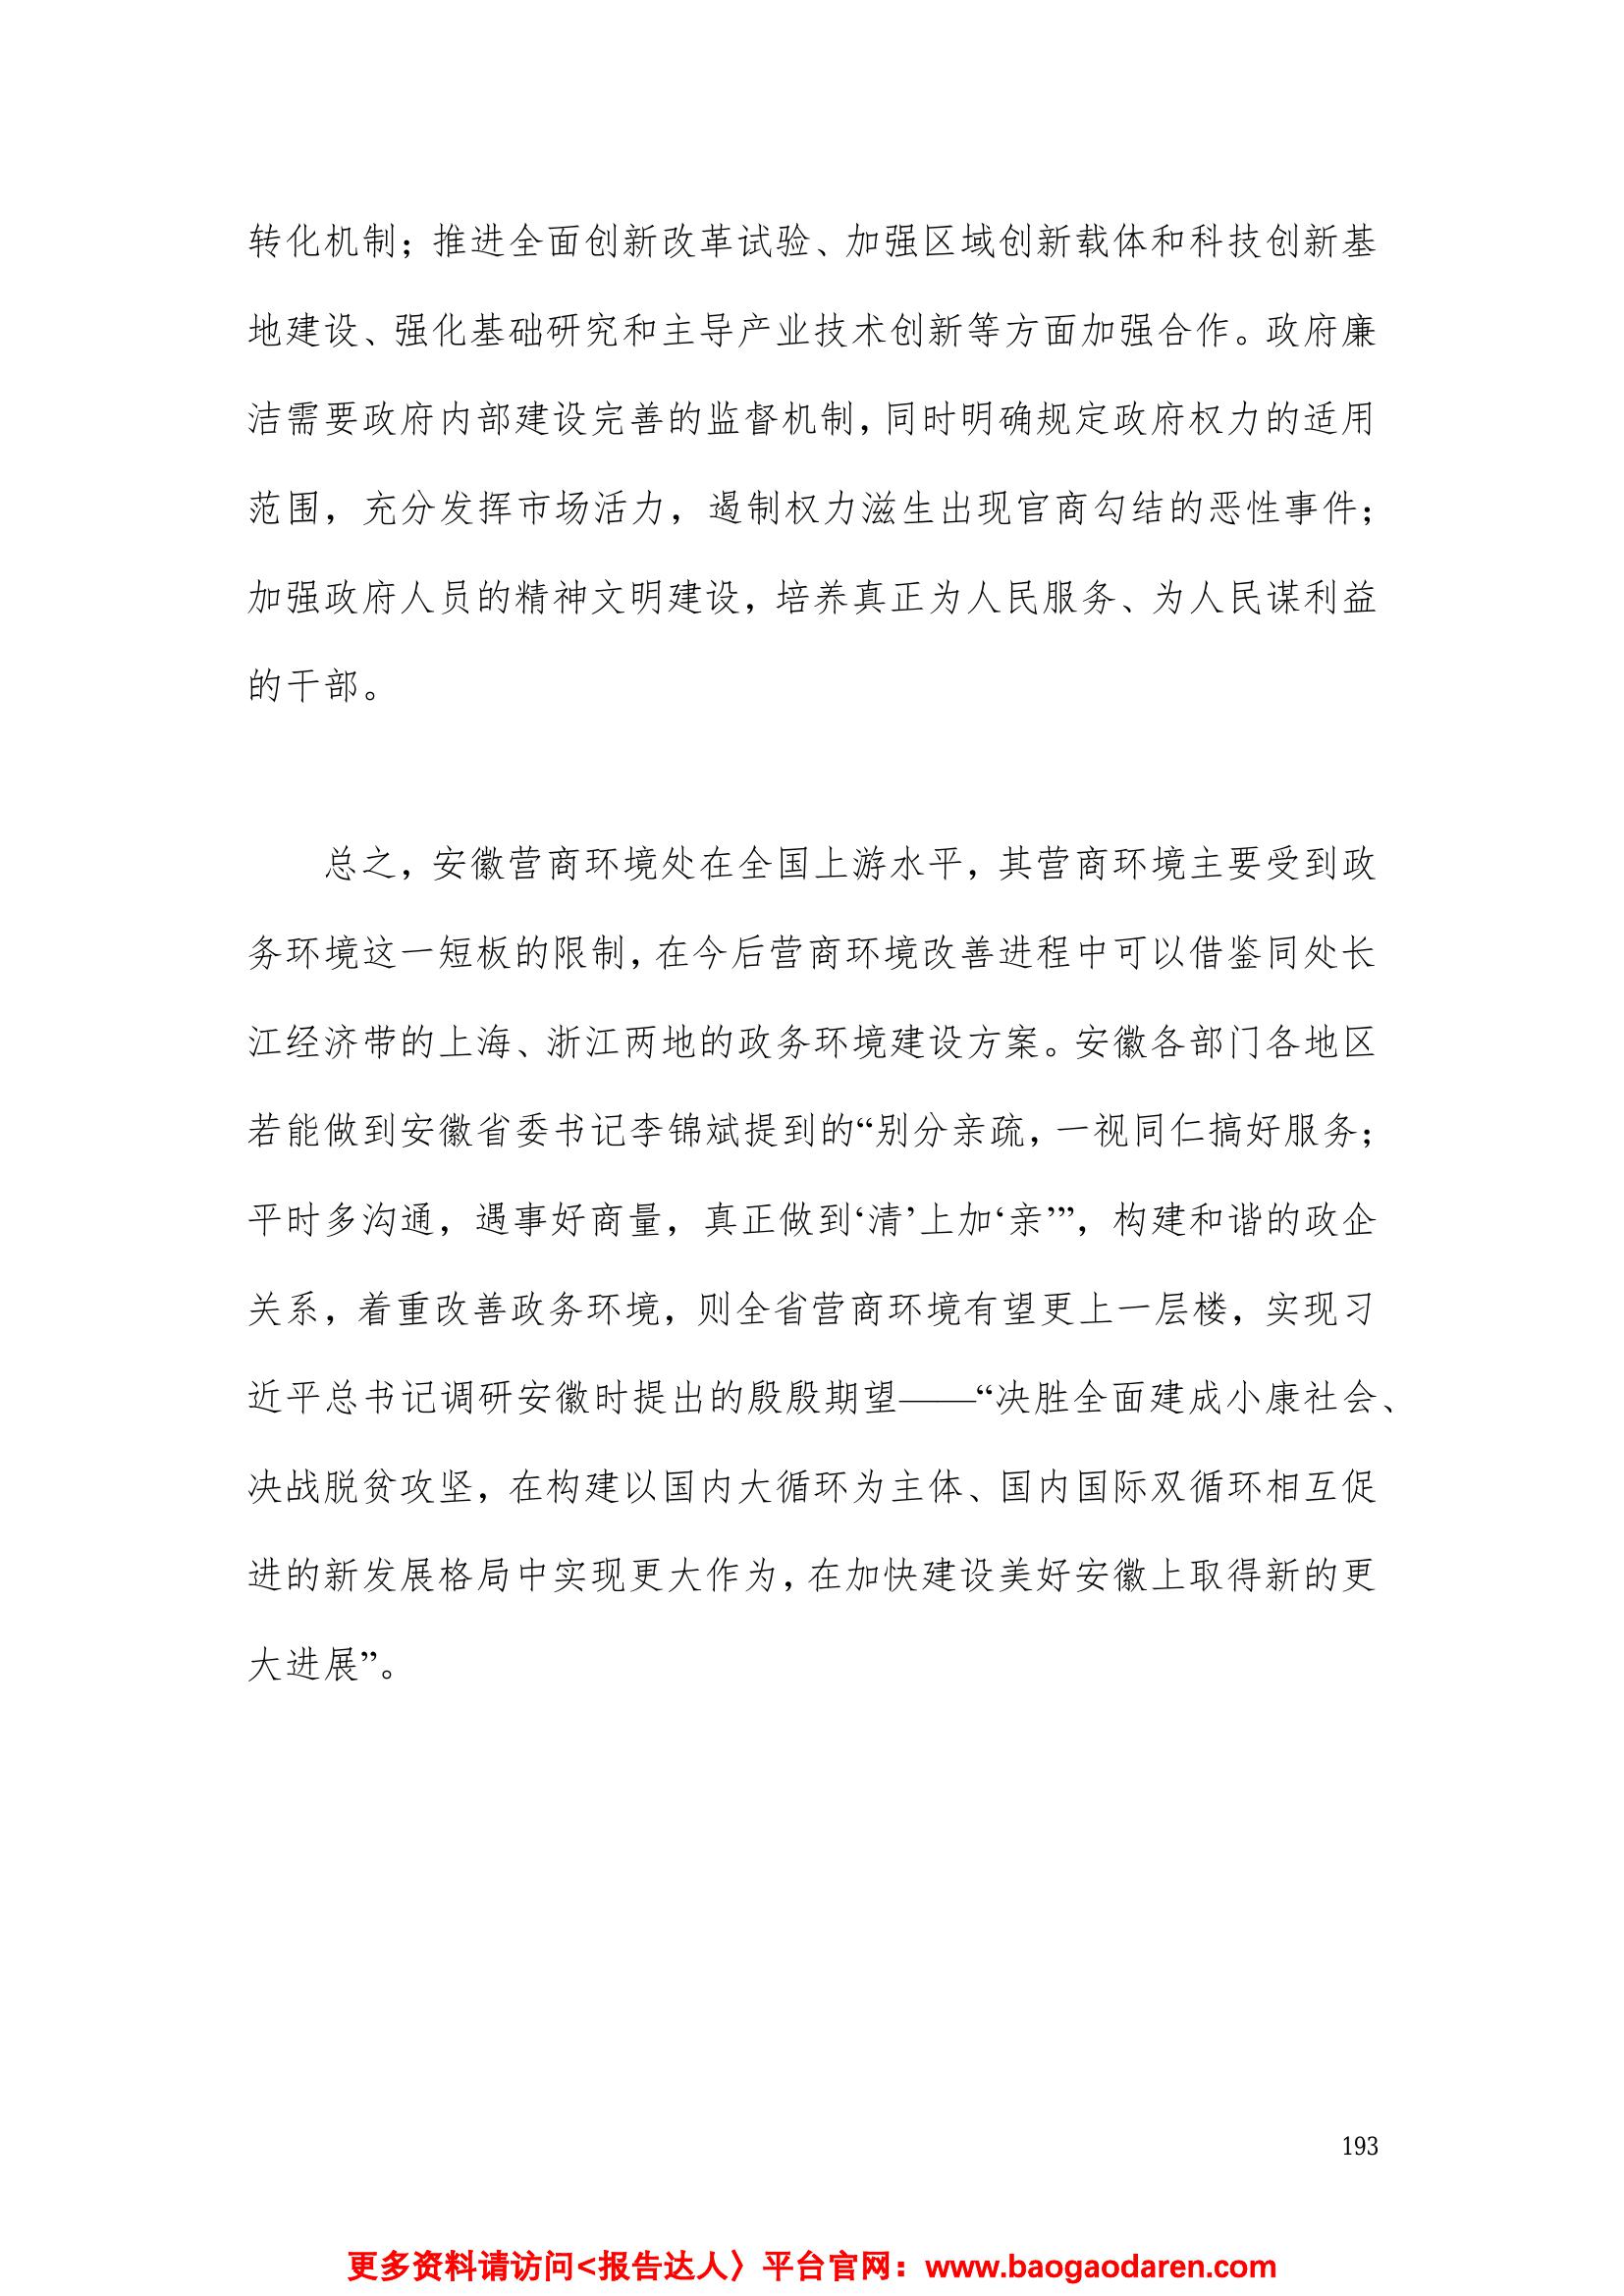 转化机制；推进全面创新改革试验、加强区域创新载体和科技创新基
地建设、强化基础研究和主导产业技术创新等方面加强合作。政府廉
洁需要政府内部建设完善的监督机制，同时明确规定政府权力的适用
范围，充分发挥市场活力，遏制权力滋生出现官商勾结的恶性事件；
加强政府人员的精神文明建设，培养真正为人民服务、为人民谋利益
的干部。
总之，安徽营商环境处在全国上游水平，其营商环境主要受到政
务环境这一短板的限制，在今后营商环境改善进程中可以借鉴同处长
江经济带的上海、浙江两地的政务环境建设方案。安徽各部门各地区
若能做到安徽省委书记李锦斌提到的“别分亲疏，一视同仁搞好服务；
平时多沟通，遇事好商量，真正做到‘清’上加‘亲’”，构建和谐的政企
关系，着重改善政务环境，则全省营商环境有望更上一层楼，实现习
近平总书记调研安徽时提出的殷殷期望——“决胜全面建成小康社会、
决战脱贫攻坚，在构建以国内大循环为主体、国内国际双循环相互促
进的新发展格局中实现更大作为，在加快建设美好安徽上取得新的更
大进展”。
193
更多资料请访问<报告达人〉平台官网：www.baogaodaren.com